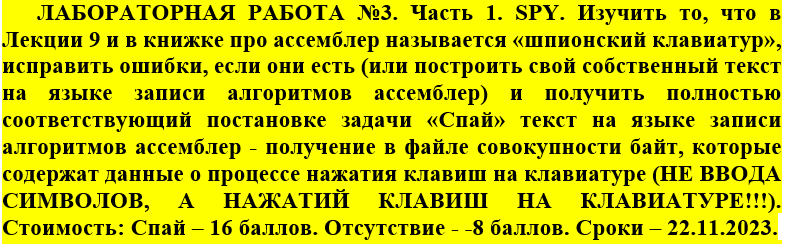 ЛАБОРАТОРНАЯ РАБОТА №3. Часть 1. SPY. Изучить то, что в
Лекции 9 и в книжке про ассемблер называется «шпионский клавиатур»,
исправить ошибки, если они есть (или построить свой собственный текст
на языке записи алгоритмов ассемблер) и получить полностью
соответствующий постановке задачи «Спай» текст на языке записи
алгоритмов ассемблер - получение в файле совокупности байт, которые
содержат данные о процессе нажатия клавиш на клавиатуре (НЕ ВВОДА
СИМВОЛОВ, А НАЖАТИЙ КЛАВИШ НА КЛАВИАТУРЕ!!!).
Стоимость: Спай – 16 баллов. Отсутствие - -8 баллов. Сроки – 22.11.2023.